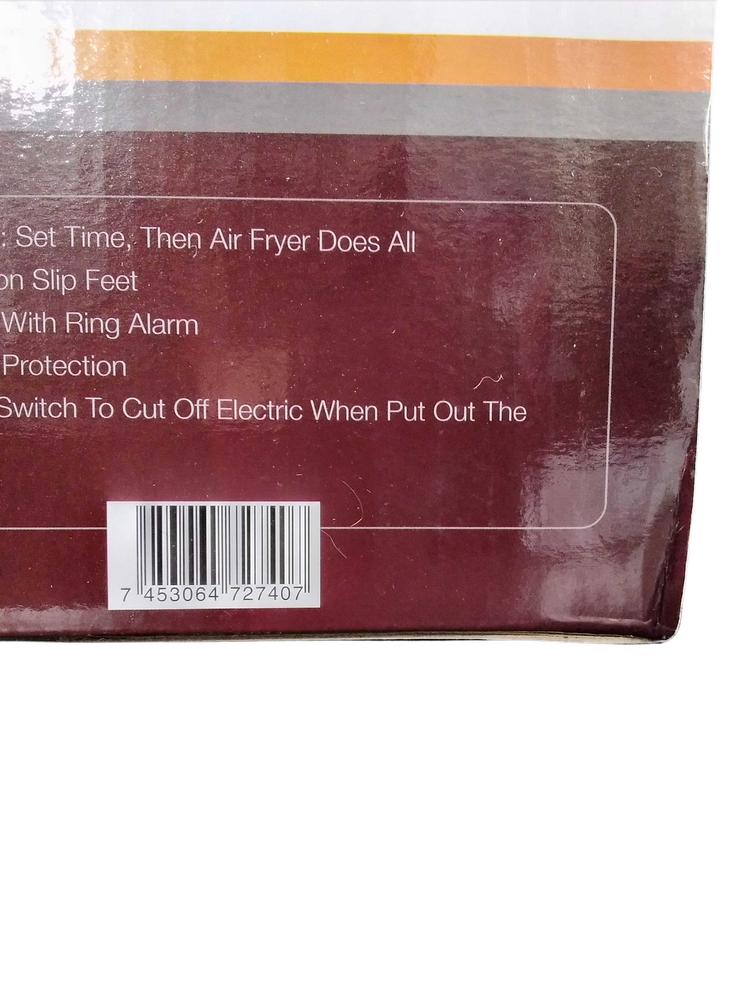 : Set Time, Then Air Fryer Does All
on Slip Feet
With Ring Alarm
Protection
Switch To Cut Off Electric When Put Out The
7 453064 727407